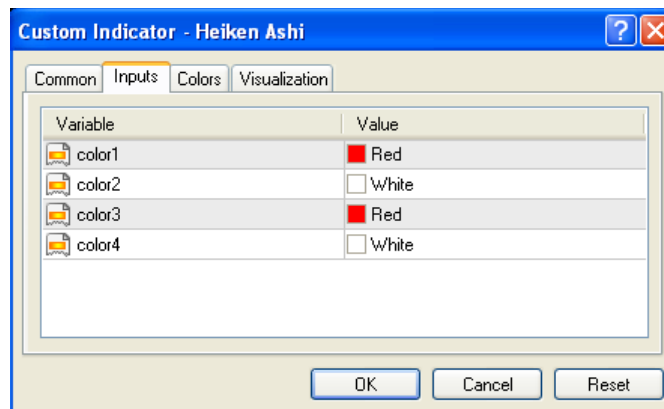 Custom Indicator - Heiken Ashi
Common Inputs Colors Visualization
Variable Value
color1 Red
color2 White
color3 Red
color4 White
OK Cancel Reset